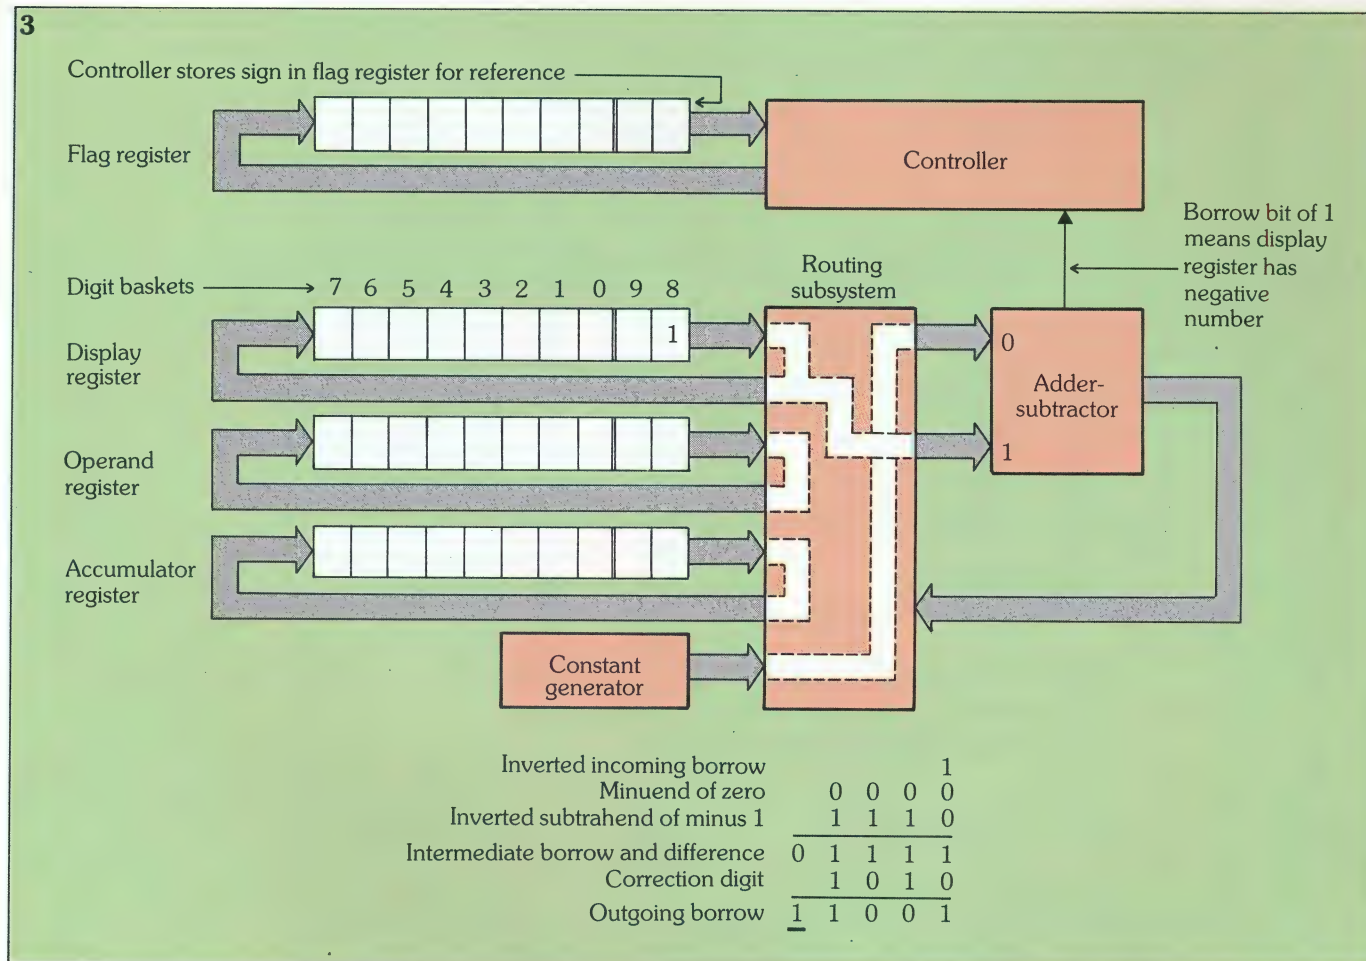 3
Controller stores sign in flag register for reference
Flag register
Controller
Borrow bit of 1
means display
register has
negative
number
Routing
subsystem
Digit baskets
7 6 5 4 3 2 1 0 9 8
Display
register
1
0
Adder-
subtractor
1
Operand
register
Accumulator
register
Constant
generator
Inverted incoming borrow 1
Minuend of zero 0 0 0 0
Inverted subtrahend of minus 1 1 1 1 0
Intermediate borrow and difference 0 1 1 1 1
Correction digit 1 0 1 0
Outgoing borrow 1 1 0 0 1